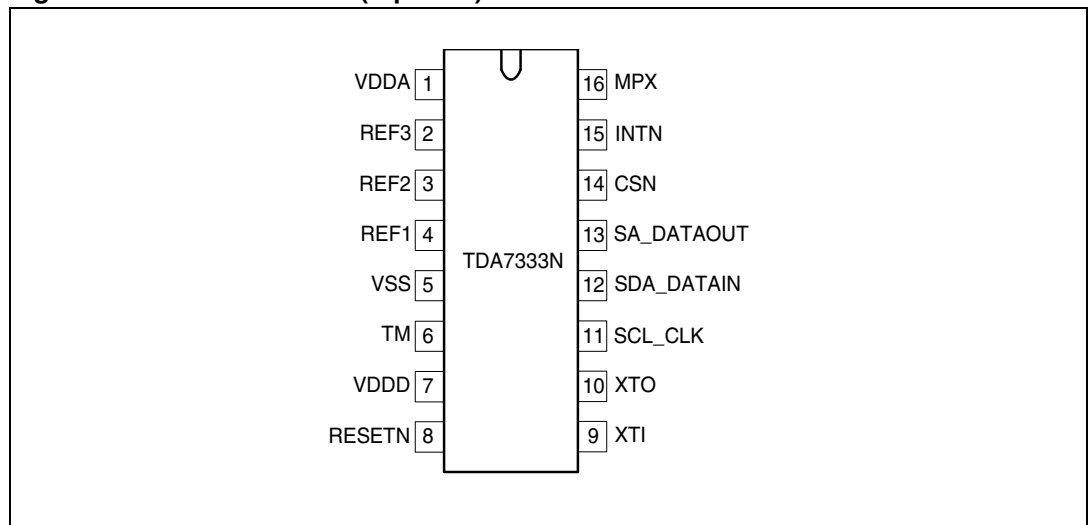 VDDA 1 16 MPX
REF3 2 15 INTN
REF2 3 14 CSN
REF1 4 13 SA_DATAOUT
TDA7333N
VSS 5 12 SDA_DATAIN
TM 6 11 SCL_CLK
VDDD 7 10 XTO
RESETN 8 9 XTI